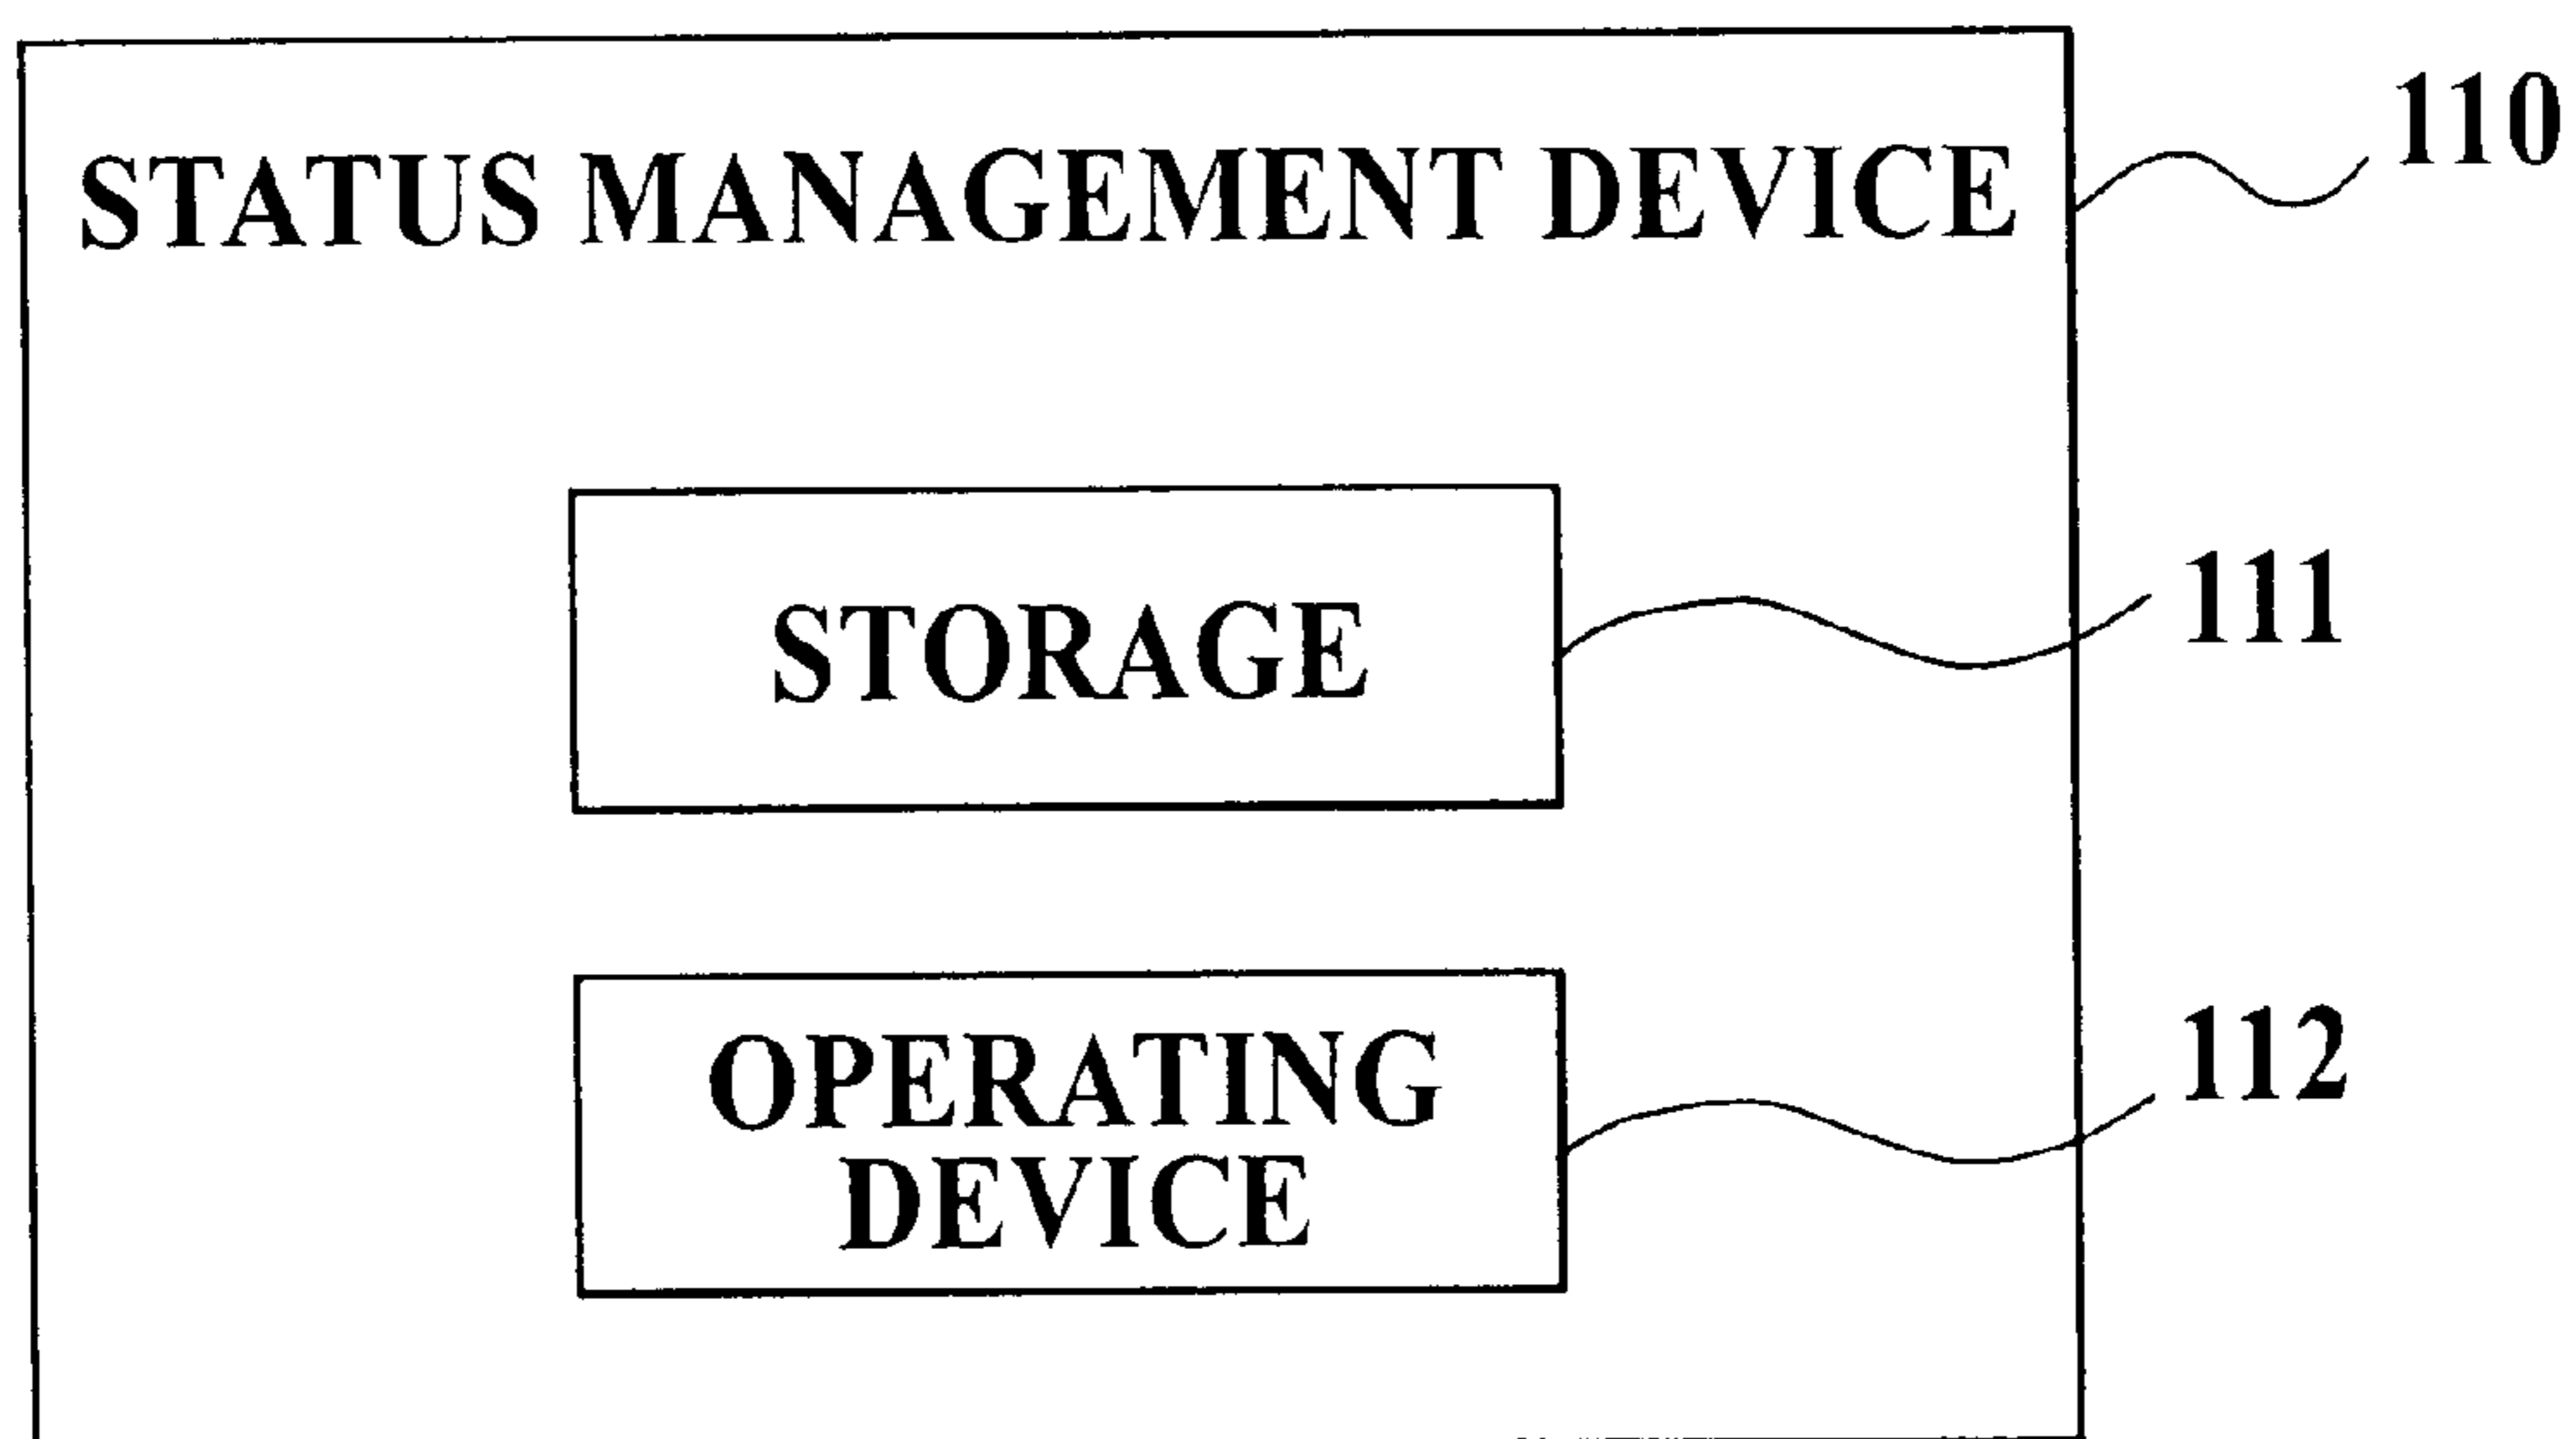 STATUS MANAGEMENT DEVICE
110
STORAGE
111
OPERATING
DEVICE
112